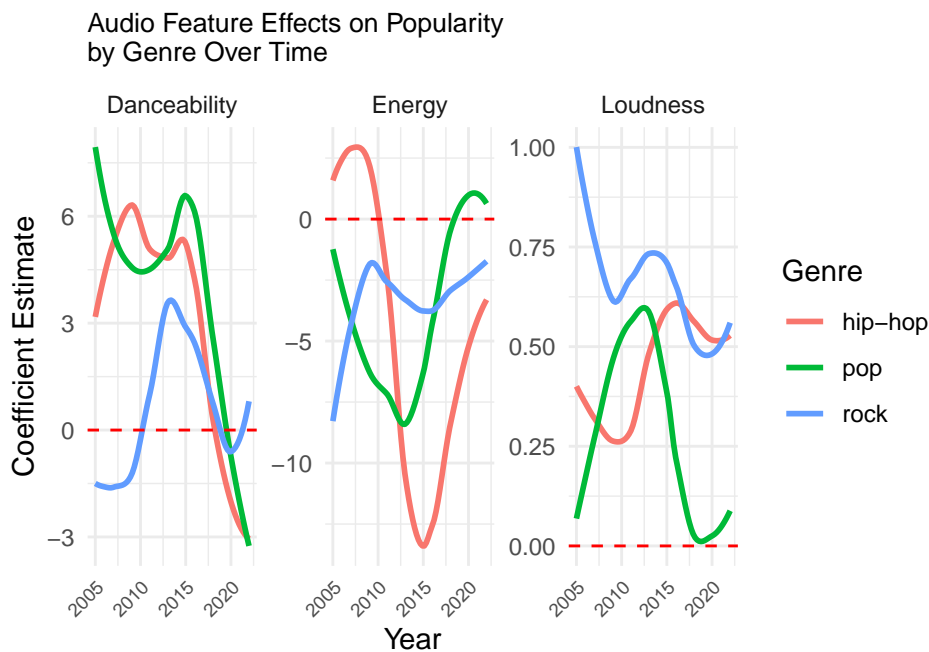 Audio Feature Effects on Popularity
by Genre Over Time
Danceability
Energy
Loudness
Coefficient Estimate
6
3
0
−3
0
−5
−10
1.00
0.75
0.50
0.25
0.00
2005 2010 2015 2020
2005 2010 2015 2020
2005 2010 2015 2020
Year
Genre
hip−hop
pop
rock